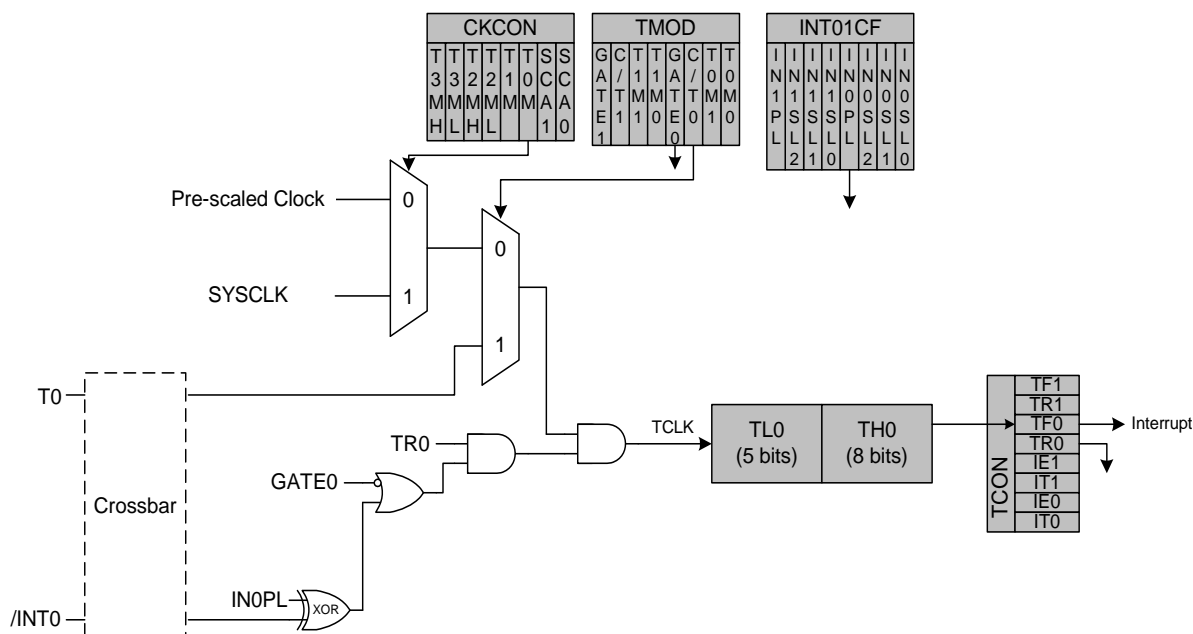 CKCON
T3MH
T3ML
T2MH
T2ML
T1M
T0M
SCA1
SCA0
TMOD
GATE1
C/T1
T1M1
T1M0
GATE0
C/T0
T0M1
T0M0
INT01CF
IN1PL
IN1SL2
IN1SL1
IN1SL0
IN0PL
IN0SL2
IN0SL1
IN0SL0
Pre-scaled Clock
0
SYSCLK
1
0
1
T0
Crossbar
/INT0
TR0
GATE0
IN0PL
XOR
TCLK
TL0
(5 bits)
TH0
(8 bits)
TCON
TF1
TR1
TF0
TR0
IE1
IT1
IE0
IT0
Interrupt